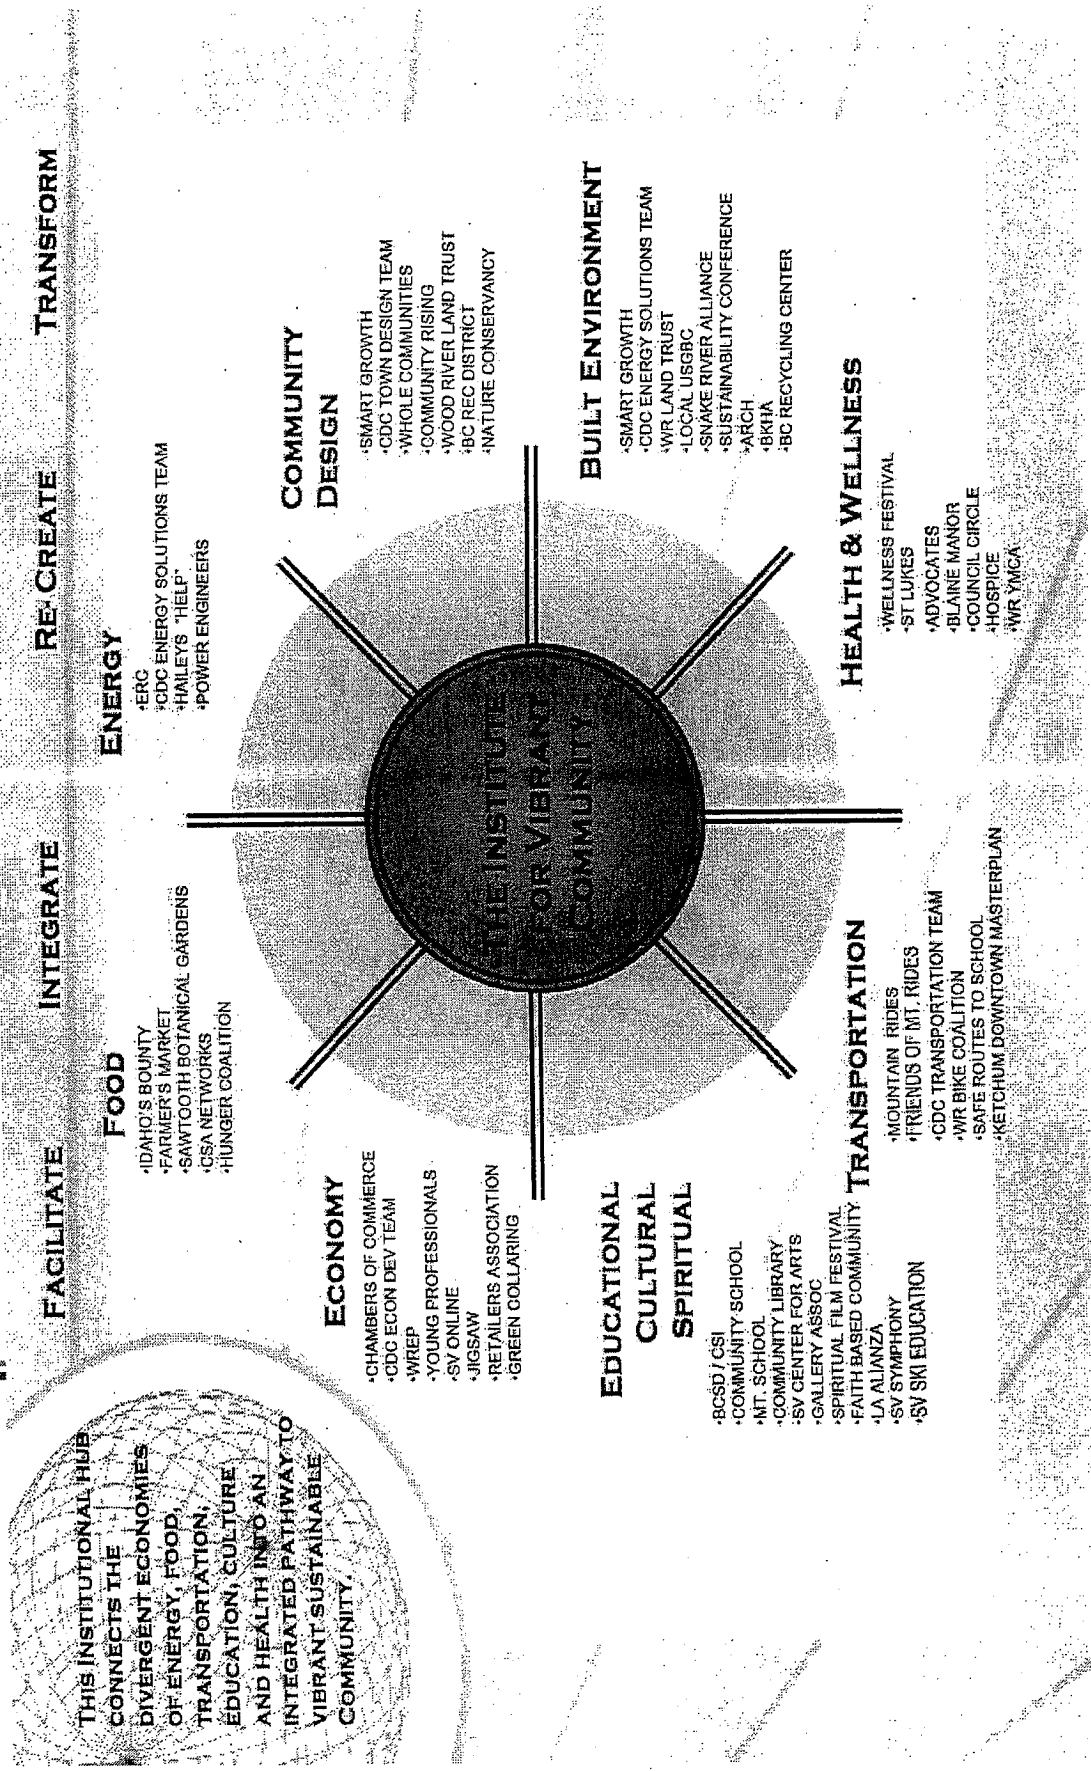 FACILITATE
INTEGRATE
RE-CREATE
TRANSFORM
THIS INSTITUTIONAL HUB
CONNECTS THE
DIVERGENT ECONOMIES
OF ENERGY, FOOD,
TRANSPORTATION,
EDUCATION, CULTURE
AND HEALTH INTO AN
INTEGRATED PATHWAY TO
VIBRANT SUSTAINABLE
COMMUNITY.
FOOD
•IDAHO'S BOUNTY
•FARMER'S MARKET
•SAWTOOTH BOTANICAL GARDENS
•CSA NETWORKS
•HUNGER COALITION
ENERGY
•ERC
•CDC ENERGY SOLUTIONS TEAM
•HAILEYS "HELP"
•POWER ENGINEERS
ECONOMY
•CHAMBERS OF COMMERCE
•CDC ECON DEV TEAM
•WREP
•YOUNG PROFESSIONALS
•SV ONLINE
•JIGSAW
•RETAILERS ASSOCIATION
•GREEN COLLARING
COMMUNITY
DESIGN
•SMART GROWTH
•CDC TOWN DESIGN TEAM
•WHOLE COMMUNITIES
•COMMUNITY RISING
•WOOD RIVER LAND TRUST
•BC REC DISTRICT
•NATURE CONSERVANCY
THE INSTITUTE
FOR VIBRANT
COMMUNITY
EDUCATIONAL
CULTURAL
SPIRITUAL
•BCSD / CSI
•COMMUNITY SCHOOL
•MT. SCHOOL
•COMMUNITY LIBRARY
•SV CENTER FOR ARTS
•GALLERY ASSOC
•SPIRITUAL FILM FESTIVAL
•FAITH BASED COMMUNITY
•LA ALIANZA
•SV SYMPHONY
•SV SKI EDUCATION
BUILT ENVIRONMENT
•SMART GROWTH
•CDC ENERGY SOLUTIONS TEAM
•WR LAND TRUST
•LOCAL USGBC
•SNAKE RIVER ALLIANCE
•SUSTAINABILITY CONFERENCE
•ARCH
•BKHA
•BC RECYCLING CENTER
TRANSPORTATION
•MOUNTAIN RIDES
•FRIENDS OF MT. RIDES
•CDC TRANSPORTATION TEAM
•WR BIKE COALITION
•SAFE ROUTES TO SCHOOL
•KETCHUM DOWNTOWN MASTERPLAN
HEALTH & WELLNESS
•WELLNESS FESTIVAL
•ST LUKES
•ADVOCATES
•BLAINE MANOR
•COUNCIL CIRCLE
•HOSPICE
•WR YMCA